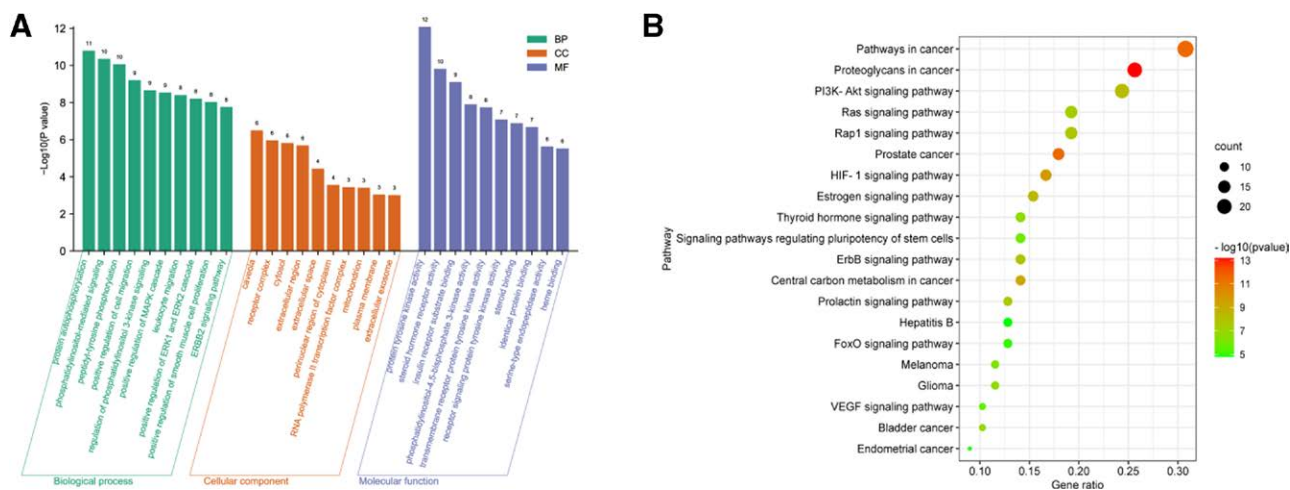 A
12
10
8
6
4
2
0
−Log10(P value)
11
10
10
9
9
9
8
8
8
8
6
6
6
6
4
4
3
3
3
3
12
10
9
8
8
7
7
7
6
6
BP
CC
MF
protein autophosphorylation
phosphatidylinositol-mediated signaling
peptidyl-tyrosine phosphorylation
positive regulation of cell migration
regulation of phosphatidylinositol 3-kinase signaling
positive regulation of MAPK cascade
leukocyte migration
positive regulation of ERK1 and ERK2 cascade
positive regulation of smooth muscle cell proliferation
ERBB2 signaling pathway
caveola
receptor complex
cytosol
extracellular region
extracellular space
perinuclear region of cytoplasm
RNA polymerase II transcription factor complex
mitochondrion
plasma membrane
extracellular exosome
protein tyrosine kinase activity
steroid hormone receptor activity
insulin receptor substrate binding
phosphatidylinositol-4,5-bisphosphate 3-kinase activity
transmembrane receptor protein tyrosine kinase activity
receptor signaling protein tyrosine kinase activity
steroid binding
identical protein binding
serine-type endopeptidase activity
heme binding
Biological process
Cellular component
Molecular function
B
Pathway
Pathways in cancer
Proteoglycans in cancer
PI3K- Akt signaling pathway
Ras signaling pathway
Rap1 signaling pathway
Prostate cancer
HIF- 1 signaling pathway
Estrogen signaling pathway
Thyroid hormone signaling pathway
Signaling pathways regulating pluripotency of stem cells
ErbB signaling pathway
Central carbon metabolism in cancer
Prolactin signaling pathway
Hepatitis B
FoxO signaling pathway
Melanoma
Glioma
VEGF signaling pathway
Bladder cancer
Endometrial cancer
0.10
0.15
0.20
0.25
0.30
Gene ratio
count
10
15
20
- log10(pvalue)
13
11
9
7
5